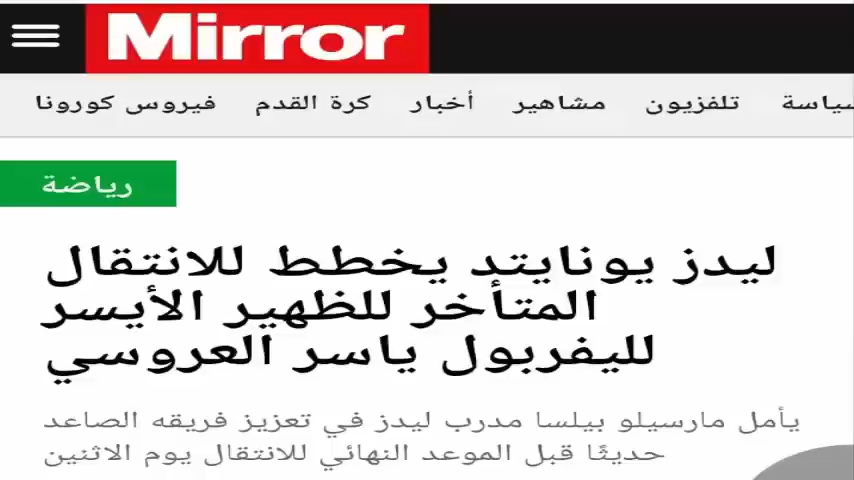 Mirror
سياسة تلفزيون مشاهير أخبار كرة القدم فيروس كورونا
رياضة
ليدز يونايتد يخطط للانتقال
المتأخر للظهير الأيسر
لليفربول ياسر العروسي
يأمل مارسيلو بيلسا مدرب ليدز في تعزيز فريقه الصاعد
حديثًا قبل الموعد النهائي للانتقال يوم الاثنين